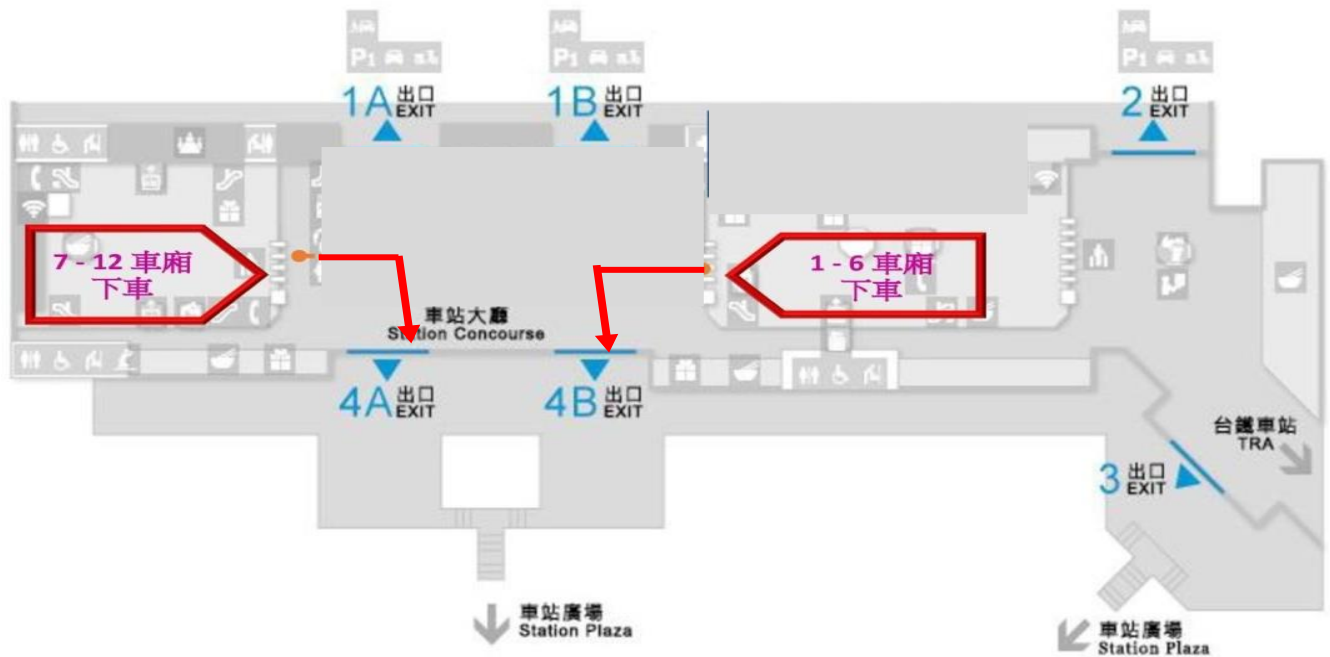 P1
P1
P1
1A 出口
EXIT
1B 出口
EXIT
2 出口
EXIT
7 - 12 車廂
下車
1 - 6 車廂
下車
車站大廳
Station Concourse
4A 出口
EXIT
4B 出口
EXIT
台鐵車站
TRA
3 出口
EXIT
車站廣場
Station Plaza
車站廣場
Station Plaza